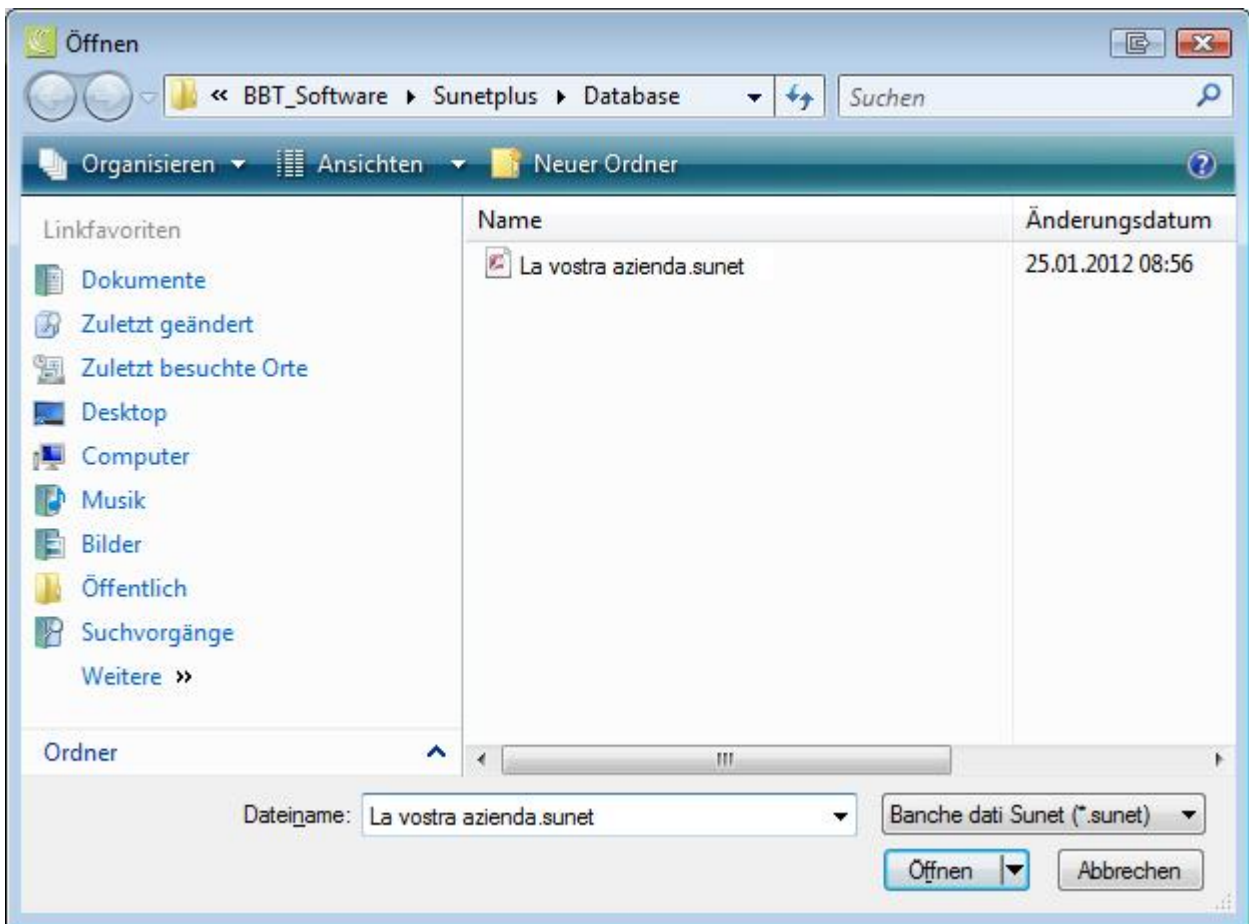 Öffnen
« BBT_Software ▸ Sunetplus ▸ Database
Suchen
Organisieren
Ansichten
Neuer Ordner
Linkfavoriten
Dokumente
Zuletzt geändert
Zuletzt besuchte Orte
Desktop
Computer
Musik
Bilder
Öffentlich
Suchvorgänge
Weitere »
Ordner
Name Änderungsdatum
La vostra azienda.sunet 25.01.2012 08:56
Dateiname: La vostra azienda.sunet Banche dati Sunet (*.sunet)
Öffnen Abbrechen